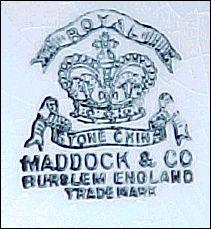 ROYAL
STONE CHINA
MADDOCK & CO
BURSLEM ENGLAND
TRADE MARK